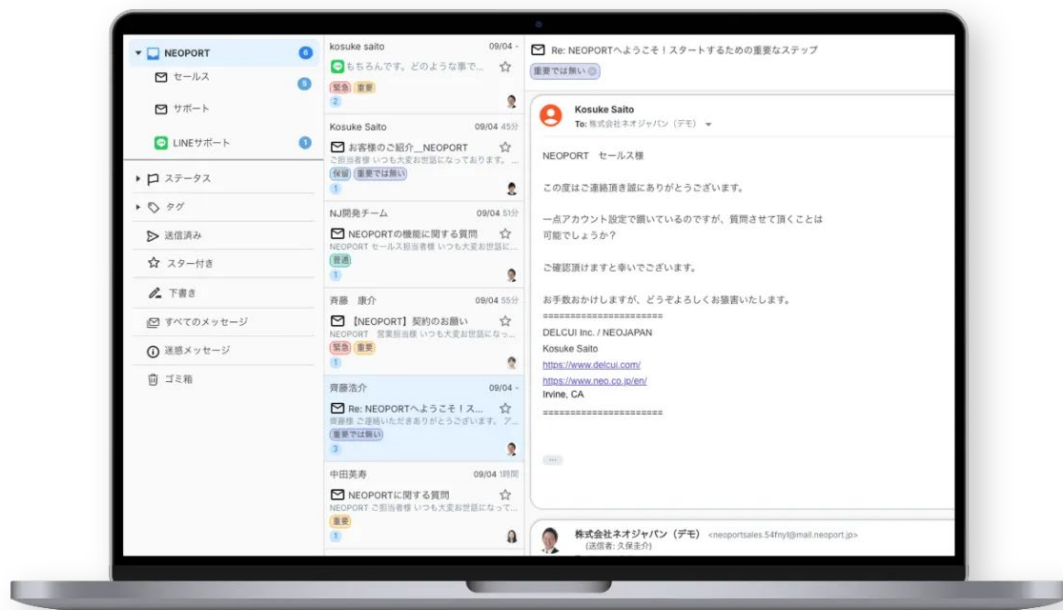 NEOPORT
6
セールス
5
サポート
LINEサポート
1
ステータス
タグ
送信済み
スター付き
下書き
すべてのメッセージ
迷惑メッセージ
ゴミ箱
kosuke saito
09/04 -
もちろんです。どのような事で...
緊急 重要
2
Kosuke Saito
09/04 45分
お客様のご紹介__NEOPORT
ご担当者様 いつも大変お世話になっております。 ...
保留 重要では無い
1
NJ開発チーム
09/04 51分
NEOPORTの機能に関する質問
NEOPORT セールス担当者様 いつも大変お世話に...
普通
1
斉藤 康介
09/04 55分
【NEOPORT】契約のお願い
NEOPORT 営業担当様 いつも大変お世話になっ...
緊急 重要
1
齊藤浩介
09/04 -
Re: NEOPORTへようこそ!ス...
齊藤様 ご連絡いただきありがとうございます。 ア...
重要では無い
3
中田英寿
09/04 1時間
NEOPORTに関する質問
NEOPORT ご担当者様 いつも大変お世話になって...
重要
1
Re: NEOPORTへようこそ!スタートするための重要なステップ
重要では無い
Kosuke Saito
To: 株式会社ネオジャパン（デモ）
NEOPORT セールス様
この度はご連絡頂き誠にありがとうございます。
一点アカウント設定で躓いているのですが、質問させて頂くことは
可能でしょうか？
ご確認頂けますと幸いでございます。
お手数おかけしますが、どうぞよろしくお願いいたします。
======================
DELCUI Inc. / NEOJAPAN
Kosuke Saito
https://www.delcui.com/
https://www.neo.co.jp/en/
Irvine, CA
======================
...
株式会社ネオジャパン（デモ） <neoportsales.54fnyl@mail.neoport.jp>
(送信者: 久保圭介)